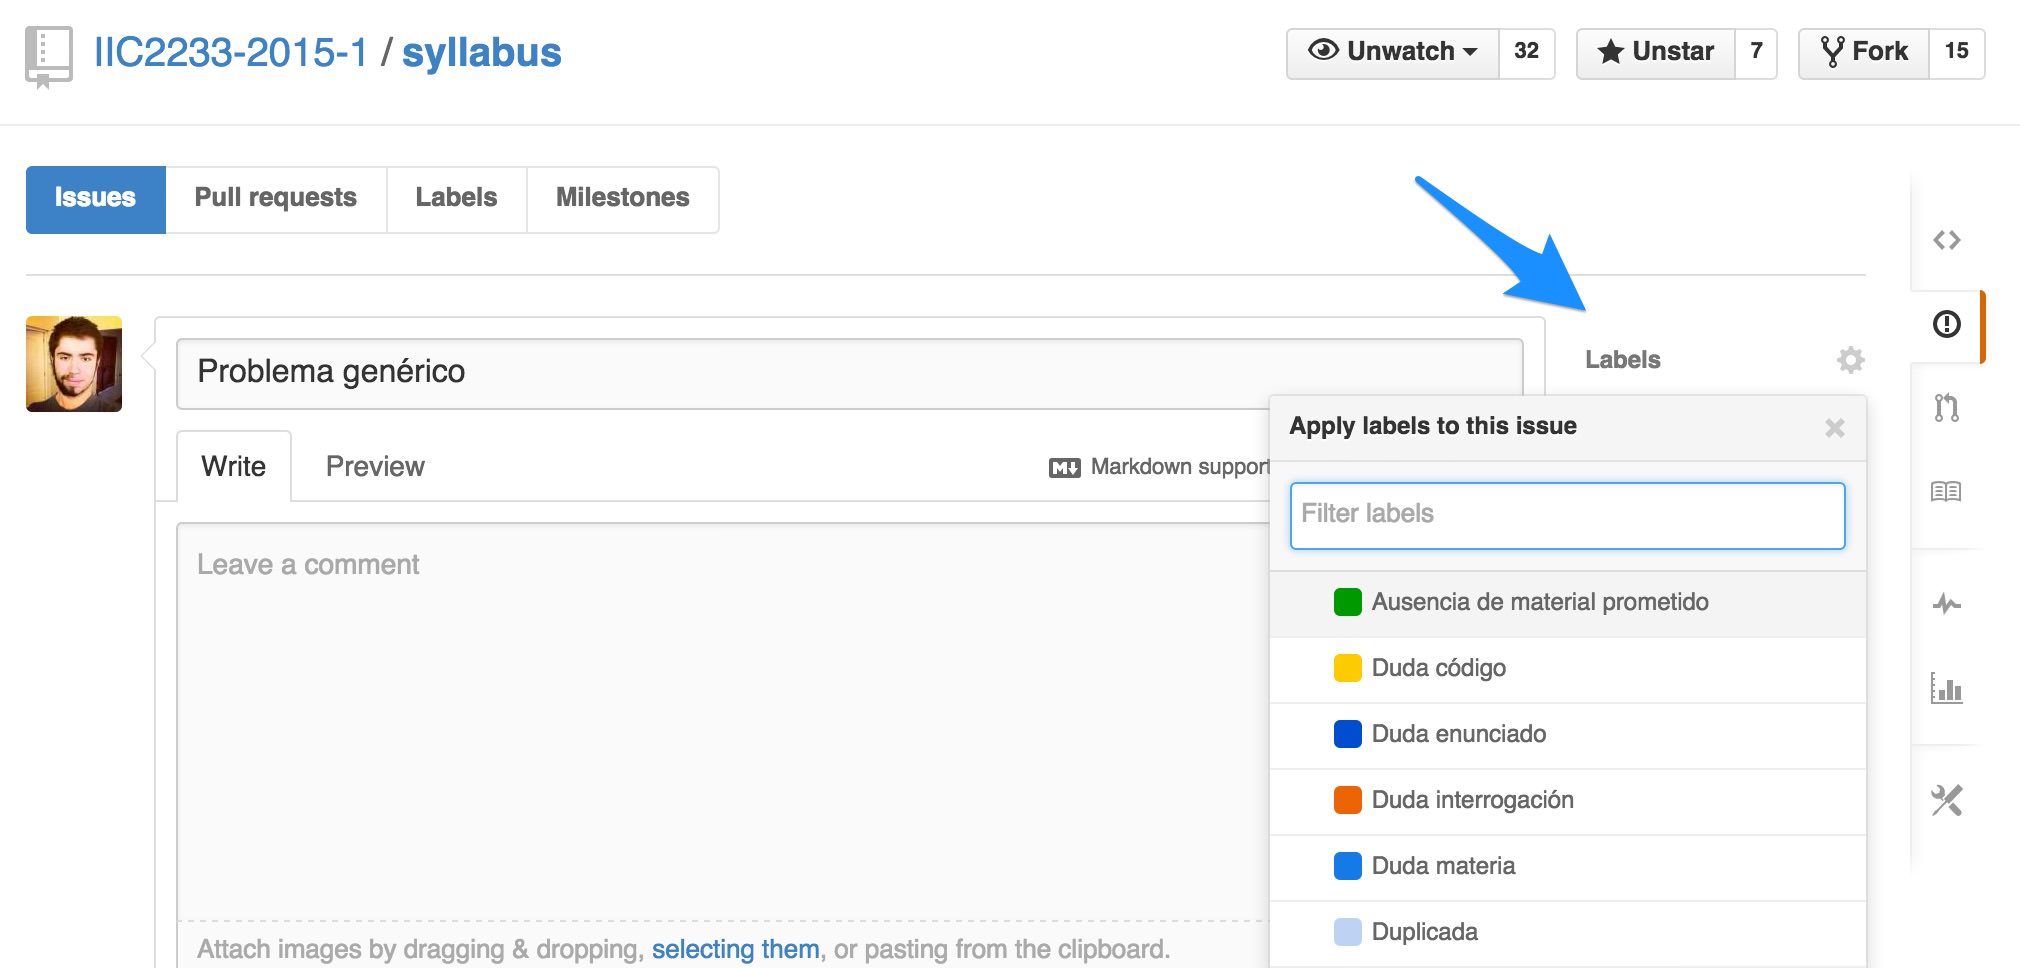 IIC2233-2015-1 / syllabus
Unwatch 32
Unstar 7
Fork 15
Issues
Pull requests
Labels
Milestones
Problema genérico
Labels
Write
Preview
M Markdown support
Leave a comment
Attach images by dragging & dropping, selecting them, or pasting from the clipboard.
Apply labels to this issue
Filter labels
Ausencia de material prometido
Duda código
Duda enunciado
Duda interrogación
Duda materia
Duplicada